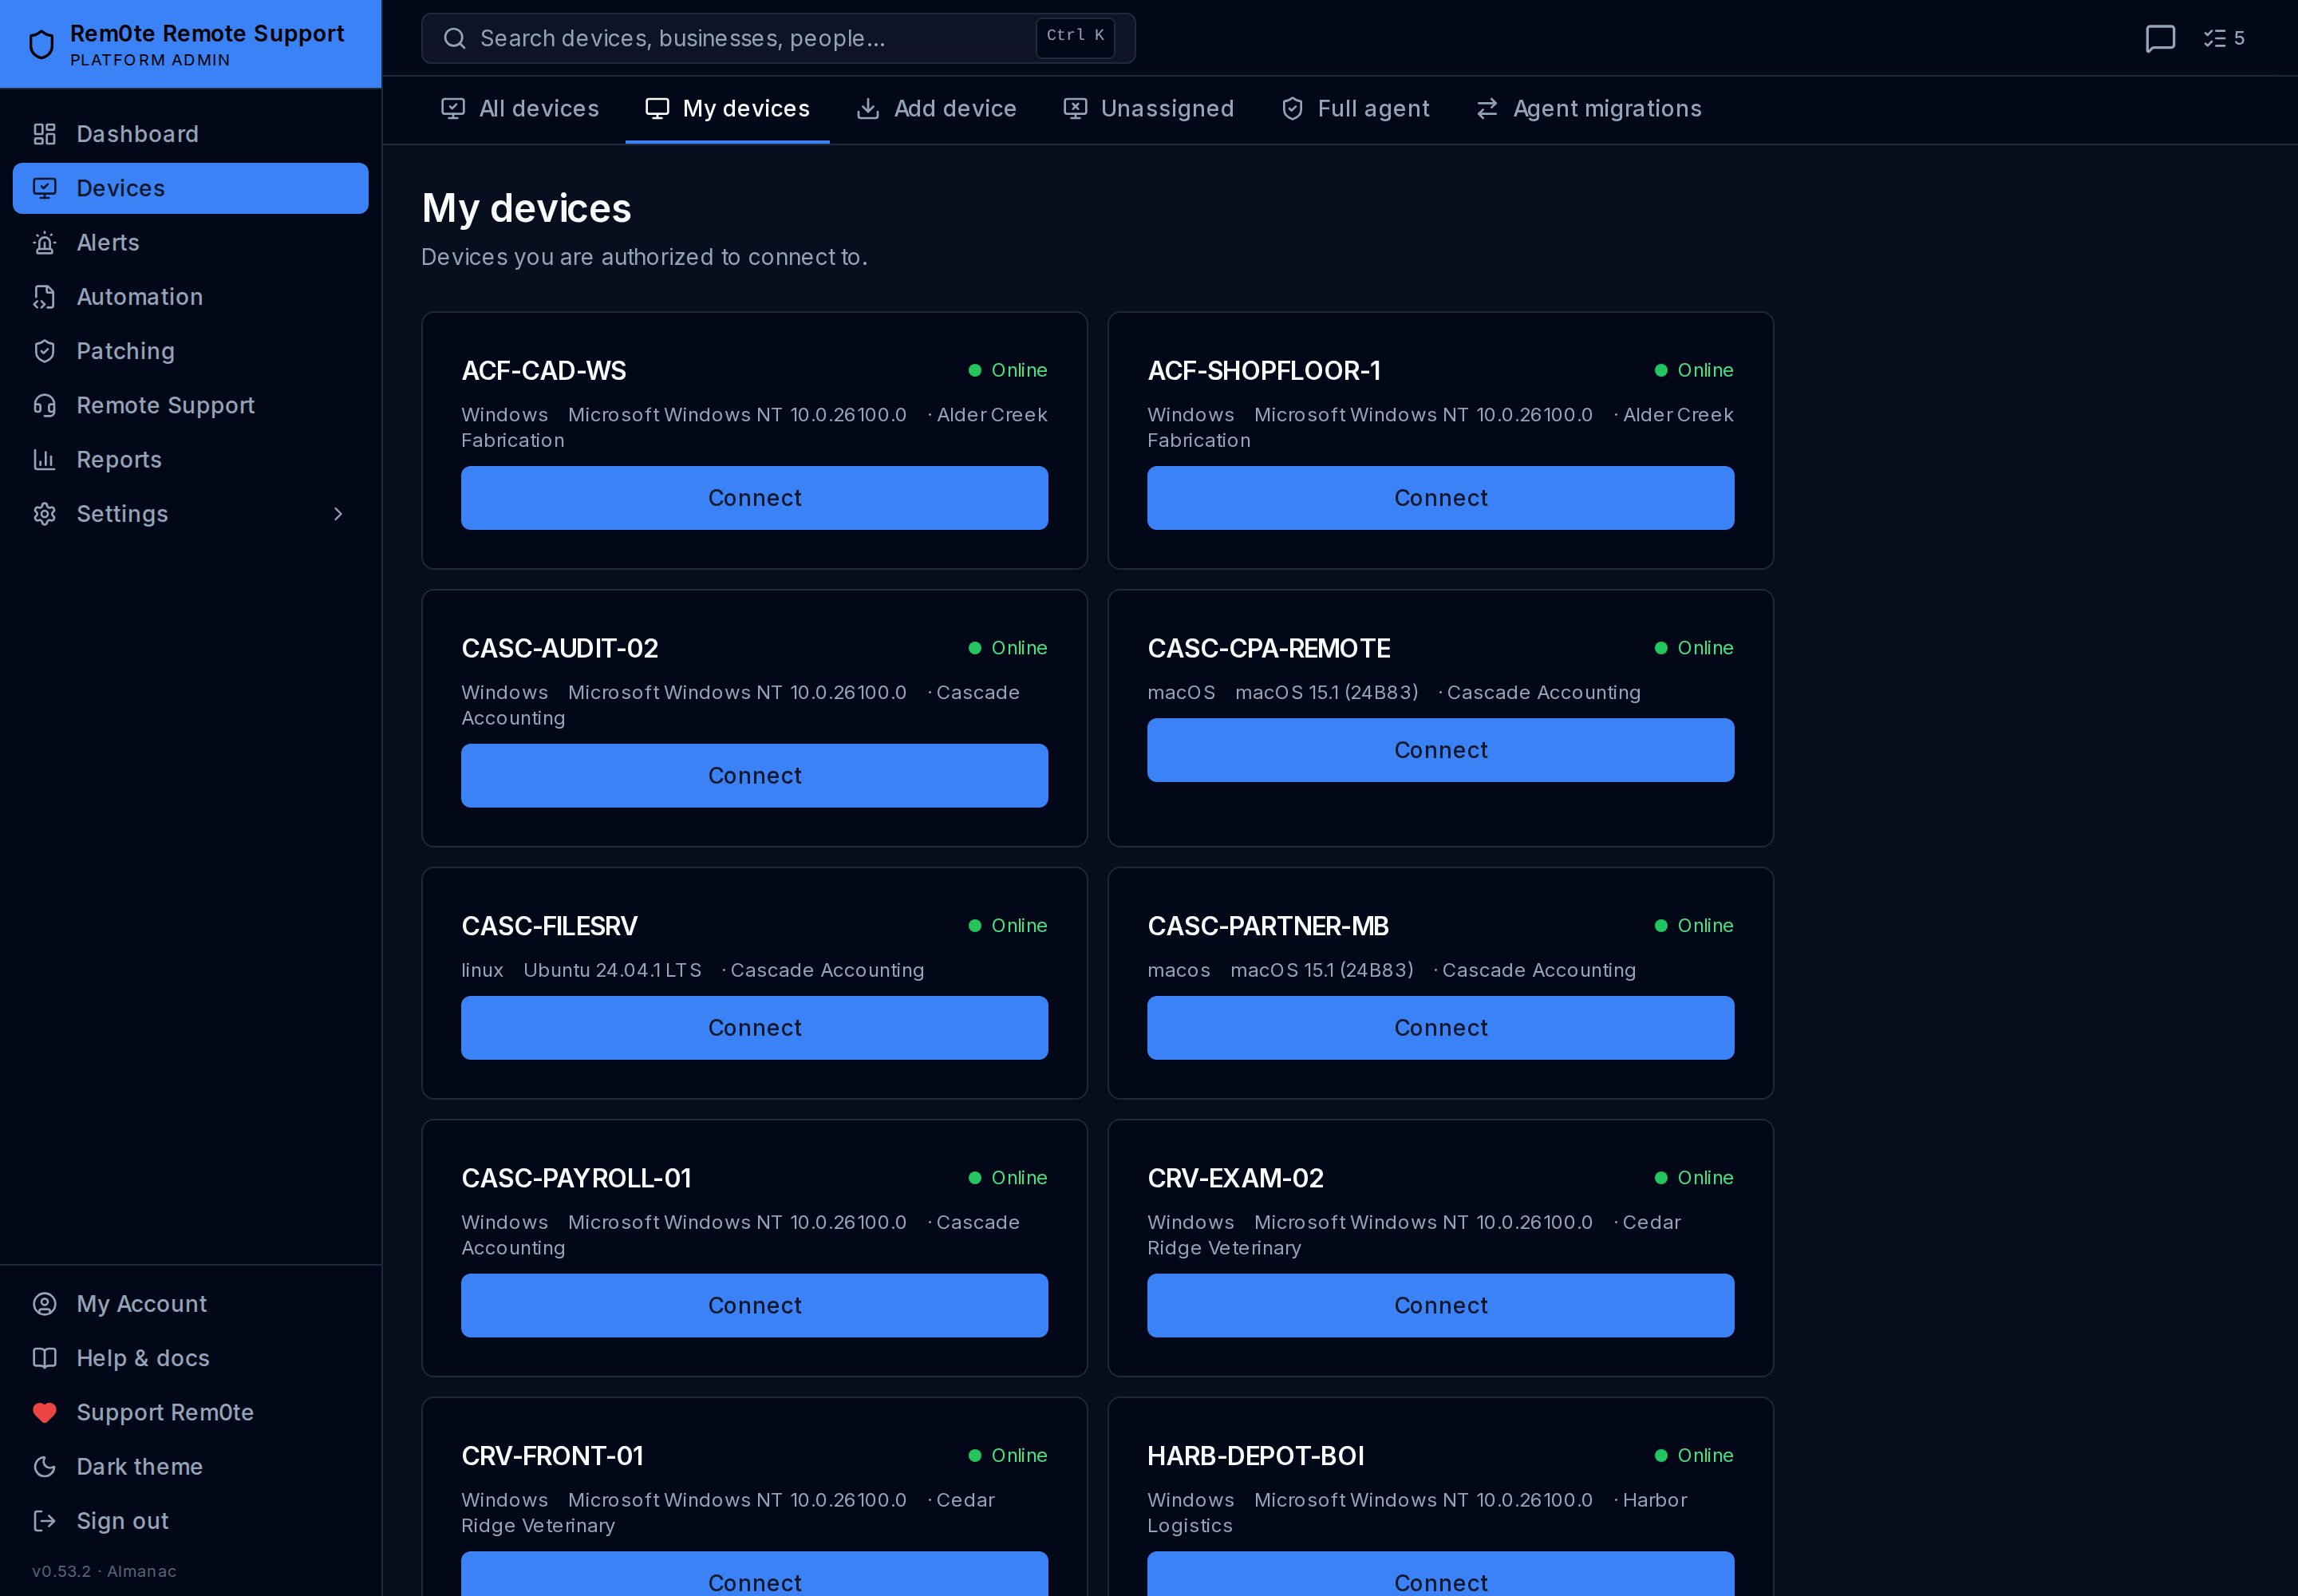 Rem0te Remote Support
PLATFORM ADMIN
Search devices, businesses, people...
Ctrl K
5
Dashboard
Devices
Alerts
Automation
Patching
Remote Support
Reports
Settings
My Account
Help & docs
Support Rem0te
Dark theme
Sign out
v0.53.2 · Almanac
All devices
My devices
Add device
Unassigned
Full agent
Agent migrations
My devices
Devices you are authorized to connect to.
ACF-CAD-WS
Online
Windows Microsoft Windows NT 10.0.26100.0 · Alder Creek
Fabrication
Connect
ACF-SHOPFLOOR-1
Online
Windows Microsoft Windows NT 10.0.26100.0 · Alder Creek
Fabrication
Connect
CASC-AUDIT-02
Online
Windows Microsoft Windows NT 10.0.26100.0 · Cascade
Accounting
Connect
CASC-CPA-REMOTE
Online
macOS macOS 15.1 (24B83) · Cascade Accounting
Connect
CASC-FILESRV
Online
linux Ubuntu 24.04.1 LTS · Cascade Accounting
Connect
CASC-PARTNER-MB
Online
macos macOS 15.1 (24B83) · Cascade Accounting
Connect
CASC-PAYROLL-01
Online
Windows Microsoft Windows NT 10.0.26100.0 · Cascade
Accounting
Connect
CRV-EXAM-02
Online
Windows Microsoft Windows NT 10.0.26100.0 · Cedar
Ridge Veterinary
Connect
CRV-FRONT-01
Online
Windows Microsoft Windows NT 10.0.26100.0 · Cedar
Ridge Veterinary
Connect
HARB-DEPOT-BOI
Online
Windows Microsoft Windows NT 10.0.26100.0 · Harbor
Logistics
Connect